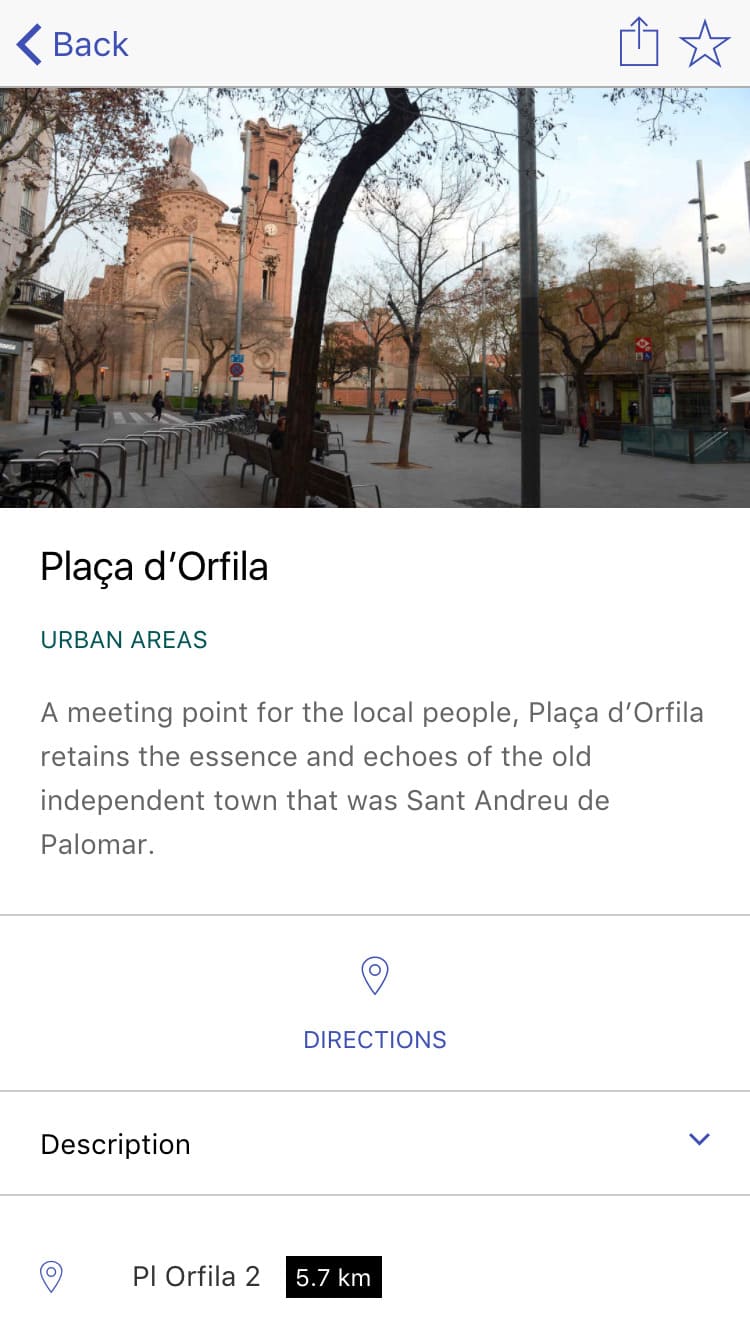 Back
Plaça d’Orfila
URBAN AREAS
A meeting point for the local people, Plaça d’Orfila
retains the essence and echoes of the old
independent town that was Sant Andreu de
Palomar.
DIRECTIONS
Description
Pl Orfila 2 5.7 km